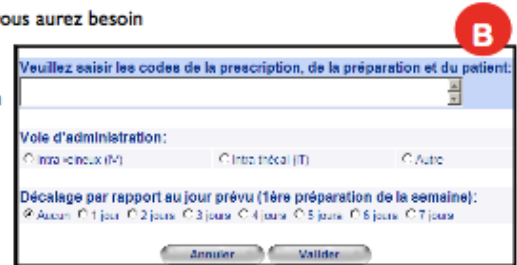 ous aurez besoin
B
Veuillez saisir les codes de la prescription, de la préparation et du patient:
Voie d'administration:
Intra veineux (IV) Intra thécal (IT) Autre
Décalage par rapport au jour prévu (1ère préparation de la semaine):
Aucun 1 jour 2 jours 3 jours 4 jours 5 jours 6 jours 7 jours
Annuler Valider